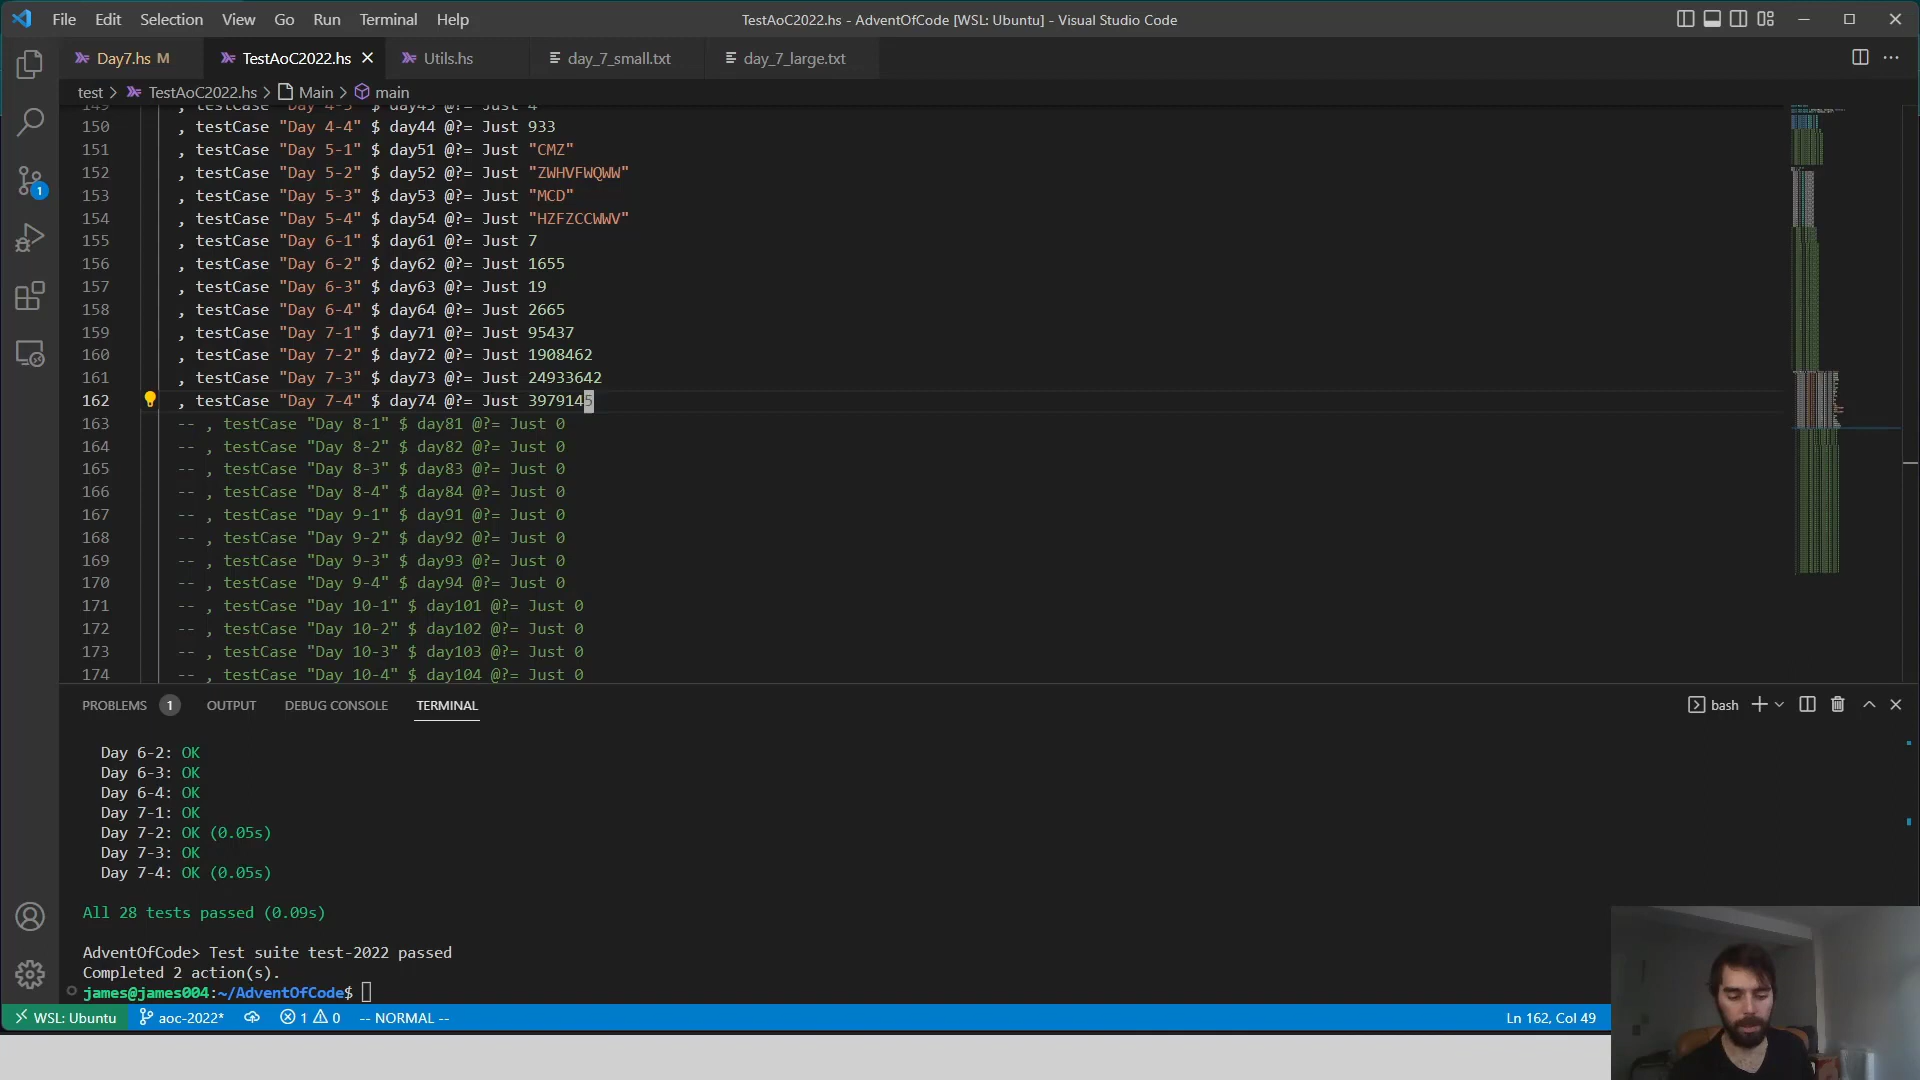 File Edit Selection View Go Run Terminal Help TestAoC2022.hs - AdventOfCode [WSL: Ubuntu] - Visual Studio Code
Day7.hs M TestAoC2022.hs Utils.hs day_7_small.txt day_7_large.txt
test > TestAoC2022.hs > Main > main
149 , testCase "Day 4-3" $ day43 @?= Just 4
150 , testCase "Day 4-4" $ day44 @?= Just 933
151 , testCase "Day 5-1" $ day51 @?= Just "CMZ"
152 , testCase "Day 5-2" $ day52 @?= Just "ZWHVFWQWW"
153 , testCase "Day 5-3" $ day53 @?= Just "MCD"
154 , testCase "Day 5-4" $ day54 @?= Just "HZFZCCWWV"
155 , testCase "Day 6-1" $ day61 @?= Just 7
156 , testCase "Day 6-2" $ day62 @?= Just 1655
157 , testCase "Day 6-3" $ day63 @?= Just 19
158 , testCase "Day 6-4" $ day64 @?= Just 2665
159 , testCase "Day 7-1" $ day71 @?= Just 95437
160 , testCase "Day 7-2" $ day72 @?= Just 1908462
161 , testCase "Day 7-3" $ day73 @?= Just 24933642
162 , testCase "Day 7-4" $ day74 @?= Just 3979145
163 -- , testCase "Day 8-1" $ day81 @?= Just 0
164 -- , testCase "Day 8-2" $ day82 @?= Just 0
165 -- , testCase "Day 8-3" $ day83 @?= Just 0
166 -- , testCase "Day 8-4" $ day84 @?= Just 0
167 -- , testCase "Day 9-1" $ day91 @?= Just 0
168 -- , testCase "Day 9-2" $ day92 @?= Just 0
169 -- , testCase "Day 9-3" $ day93 @?= Just 0
170 -- , testCase "Day 9-4" $ day94 @?= Just 0
171 -- , testCase "Day 10-1" $ day101 @?= Just 0
172 -- , testCase "Day 10-2" $ day102 @?= Just 0
173 -- , testCase "Day 10-3" $ day103 @?= Just 0
174 -- , testCase "Day 10-4" $ day104 @?= Just 0
PROBLEMS 1 OUTPUT DEBUG CONSOLE TERMINAL bash
Day 6-2: OK
Day 6-3: OK
Day 6-4: OK
Day 7-1: OK
Day 7-2: OK (0.05s)
Day 7-3: OK
Day 7-4: OK (0.05s)
All 28 tests passed (0.09s)
AdventOfCode> Test suite test-2022 passed
Completed 2 action(s).
james@james004:~/AdventOfCode$
WSL: Ubuntu aoc-2022* 1 0 -- NORMAL -- Ln 162, Col 49
1